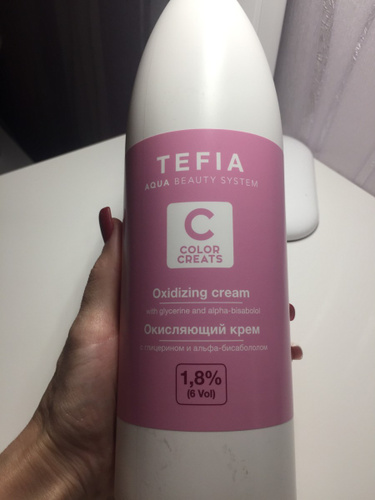 TEFIA
AQUA BEAUTY SYSTEM
C
COLOR
CREATS
Oxidizing cream
with glycerine and alpha-bisabolol
Окисляющий крем
с глицерином и альфа-бисабололом
1,8%
(6 Vol)